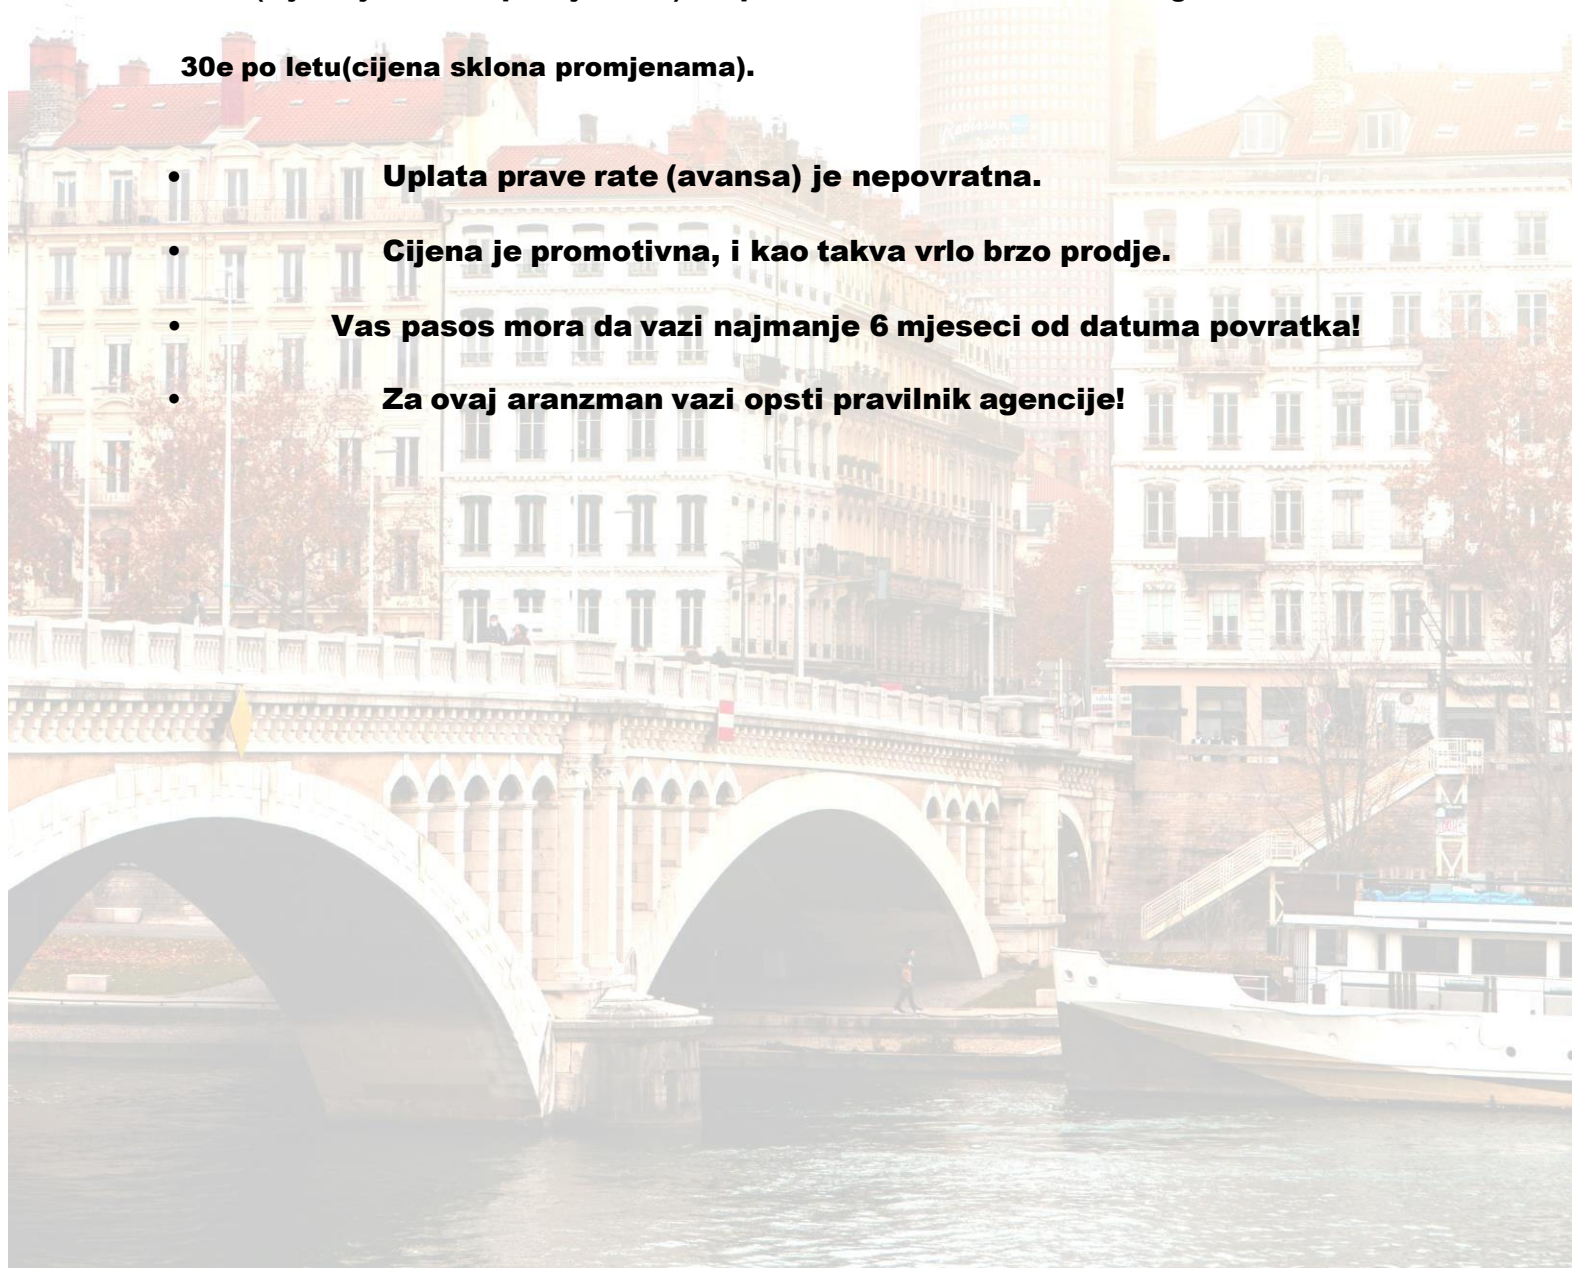 30e po letu(cijena sklona promjenama).
• Uplata prave rate (avansa) je nepovratna.
• Cijena je promotivna, i kao takva vrlo brzo prodje.
• Vas pasos mora da vazi najmanje 6 mjeseci od datuma povratka!
• Za ovaj aranzman vazi opsti pravilnik agencije!
Radisson